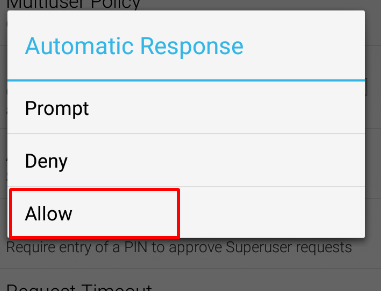 Multiuser Policy
Automatic Response
Prompt
Deny
Allow
Require entry of a PIN to approve Superuser requests
Request Timeout